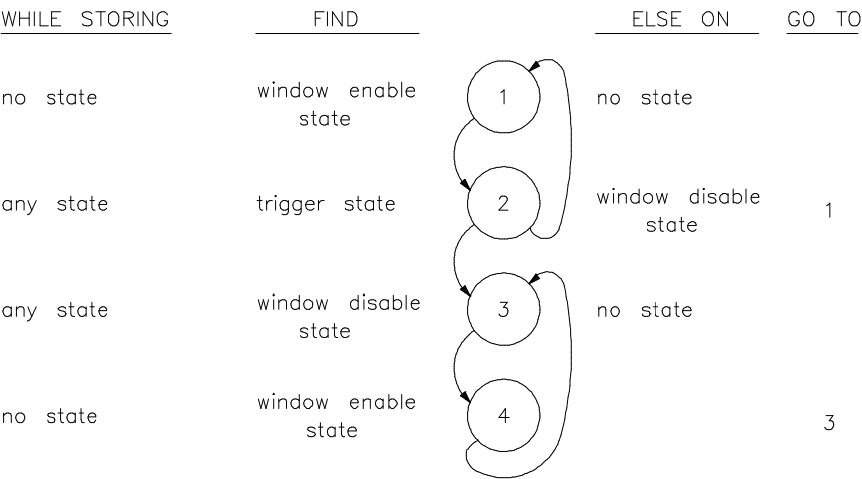 WHILE STORING FIND ELSE ON GO TO
no state window enable state 1 no state
any state trigger state 2 window disable state 1
any state window disable state 3 no state
no state window enable state 4 3